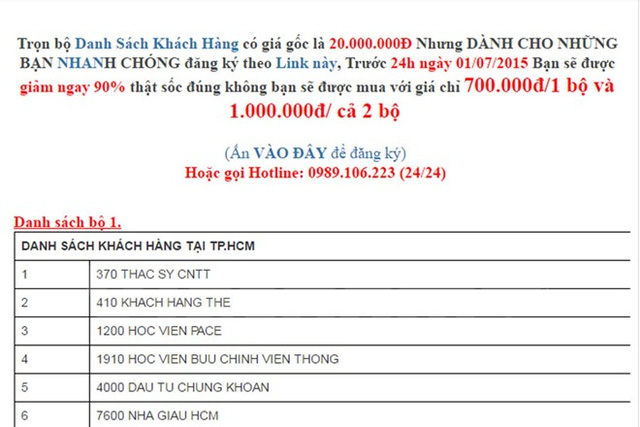 Trọn bộ Danh Sách Khách Hàng có giá gốc là 20.000.000Đ Nhưng DÀNH CHO NHỮNG
BẠN NHANH CHÓNG đăng ký theo Link này, Trước 24h ngày 01/07/2015 Bạn sẽ được
giảm ngay 90% thật sốc đúng không bạn sẽ được mua với giá chỉ 700.000đ/1 bộ và
1.000.000đ/ cả 2 bộ
(Ấn VÀO ĐÂY để đăng ký)
Hoặc gọi Hotline: 0989.106.223 (24/24)
Danh sách bộ 1.
DANH SÁCH KHÁCH HÀNG TẠI TP.HCM
1 370 THAC SY CNTT
2 410 KHACH HANG THE
3 1200 HOC VIEN PACE
4 1910 HOC VIEN BUU CHINH VIEN THONG
5 4000 DAU TU CHUNG KHOAN
6 7600 NHA GIAU HCM